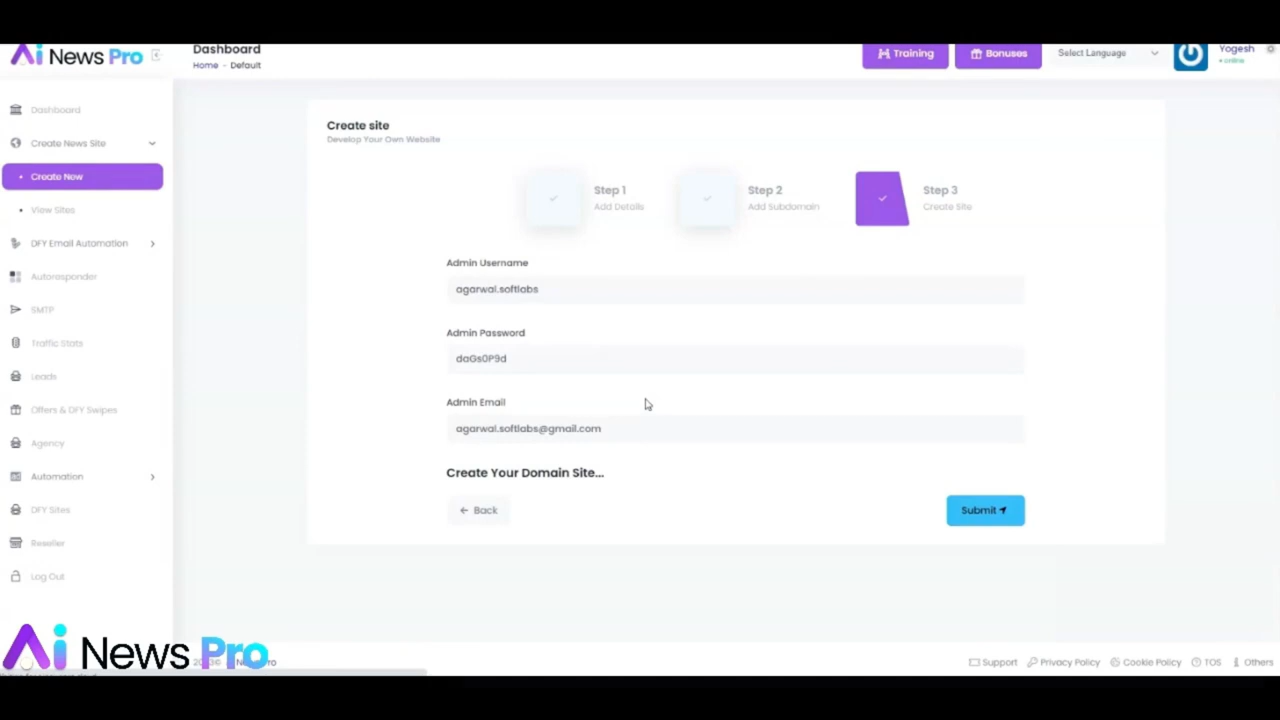 Ai News Pro
Dashboard
Home - Default
Training
Bonuses
Select Language
Yogesh
online
Dashboard
Create News Site
Create New
View Sites
DFY Email Automation
Autoresponder
SMTP
Traffic Stats
Leads
Offers & DFY Swipes
Agency
Automation
DFY Sites
Reseller
Log Out
Create site
Develop Your Own Website
Step 1
Add Details
Step 2
Add Subdomain
Step 3
Create Site
Admin Username
agarwal.softlabs
Admin Password
daGs0P9d
Admin Email
agarwal.softlabs@gmail.com
Create Your Domain Site...
Back
Submit
Ai News Pro
Support
Privacy Policy
Cookie Policy
TOS
Others